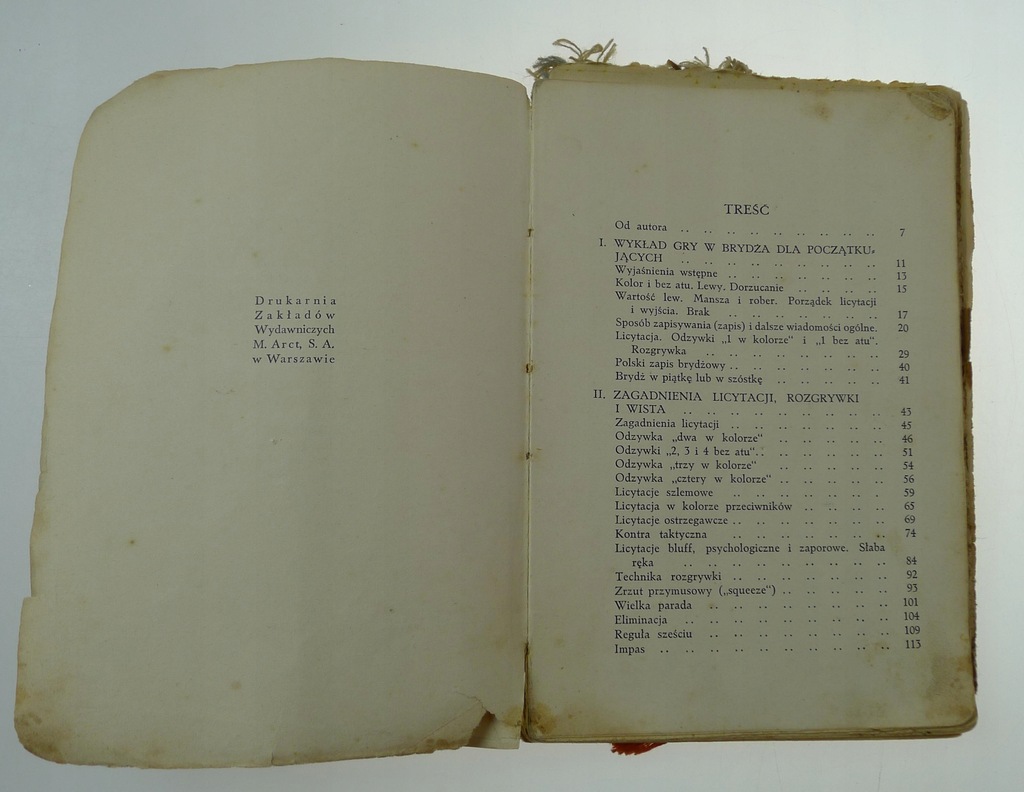 Drukarnia
Zakładów
Wydawniczych
M. Arct, S. A.
w Warszawie
TREŚĆ
Od autora .. .. .. .. .. .. .. .. 7
I. WYKŁAD GRY W BRYDŻA DLA POCZĄTKU-
JĄCYCH .. .. .. .. .. .. .. .. 11
Wyjaśnienia wstępne .. .. .. .. .. .. 13
Kolor i bez atu. Lewy. Dorzucanie .. .. .. .. 15
Wartość lew. Mansza i rober. Porządek licytacji
i wyjścia. Brak .. .. .. .. .. .. .. 17
Sposób zapisywania (zapis) i dalsze wiadomości ogólne. 20
Licytacja. Odzywki „1 w kolorze" i „1 bez atu".
Rozgrywka .. .. .. .. .. .. .. .. 29
Polski zapis brydżowy .. .. .. .. .. .. .. 40
Brydż w piątkę lub w szóstkę .. .. .. .. .. 41
II. ZAGADNIENIA LICYTACJI, ROZGRYWKI
I WISTA .. .. .. .. .. .. .. .. .. 43
Zagadnienia licytacji .. .. .. .. .. .. .. 45
Odzywka „dwa w kolorze" .. .. .. .. .. 46
Odzywki „2, 3 i 4 bez atu" .. .. .. .. .. .. 51
Odzywka „trzy w kolorze" .. .. .. .. .. 54
Odzywka „cztery w kolorze" .. .. .. .. .. 56
Licytacje szlemowe .. .. .. .. .. .. . 59
Licytacja w kolorze przeciwników .. .. .. .. 65
Licytacje ostrzegawcze .. .. .. .. .. .. .. 69
Kontra taktyczna .. .. .. .. .. .. .. 74
Licytacje bluff, psychologiczne i zaporowe. Słaba
ręka .. .. .. .. .. .. .. .. .. 84
Technika rozgrywki .. .. .. .. .. .. .. 92
Zrzut przymusowy („squeeze") .. .. .. .. .. 93
Wielka parada .. .. .. .. .. .. .. .. 101
Eliminacja .. .. .. .. .. .. .. .. .. 104
Reguła sześciu .. .. .. .. .. .. .. .. 109
Impas .. .. .. .. .. .. .. .. .. .. 113